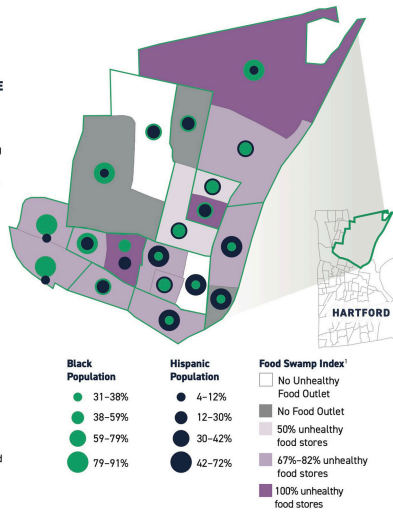 E
d
HARTFORD
Black
Population
31–38%
38–59%
59–79%
79–91%
Hispanic
Population
4–12%
12–30%
30–42%
42–72%
Food Swamp Index¹
No Unhealthy
Food Outlet
No Food Outlet
50% unhealthy
food stores
67%–82% unhealthy
food stores
100% unhealthy
food stores